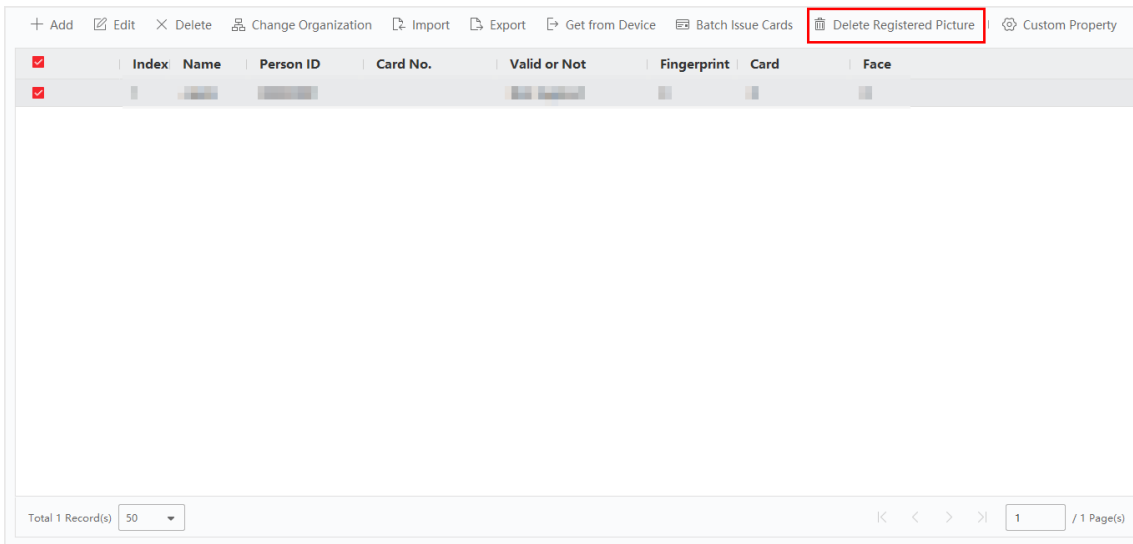 Add Edit Delete Change Organization Import Export Get from Device Batch Issue Cards Delete Registered Picture Custom Property
Index Name Person ID Card No. Valid or Not Fingerprint Card Face
Total 1 Record(s) 50 1 / 1 Page(s)